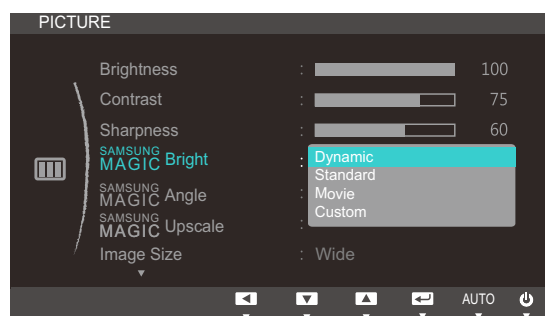 PICTURE
Brightness : 100
Contrast : 75
Sharpness : 60
SAMSUNG
MAGIC Bright : Dynamic
Standard
SAMSUNG
MAGIC Angle : Movie
Custom
SAMSUNG
MAGIC Upscale :
Image Size : Wide
AUTO